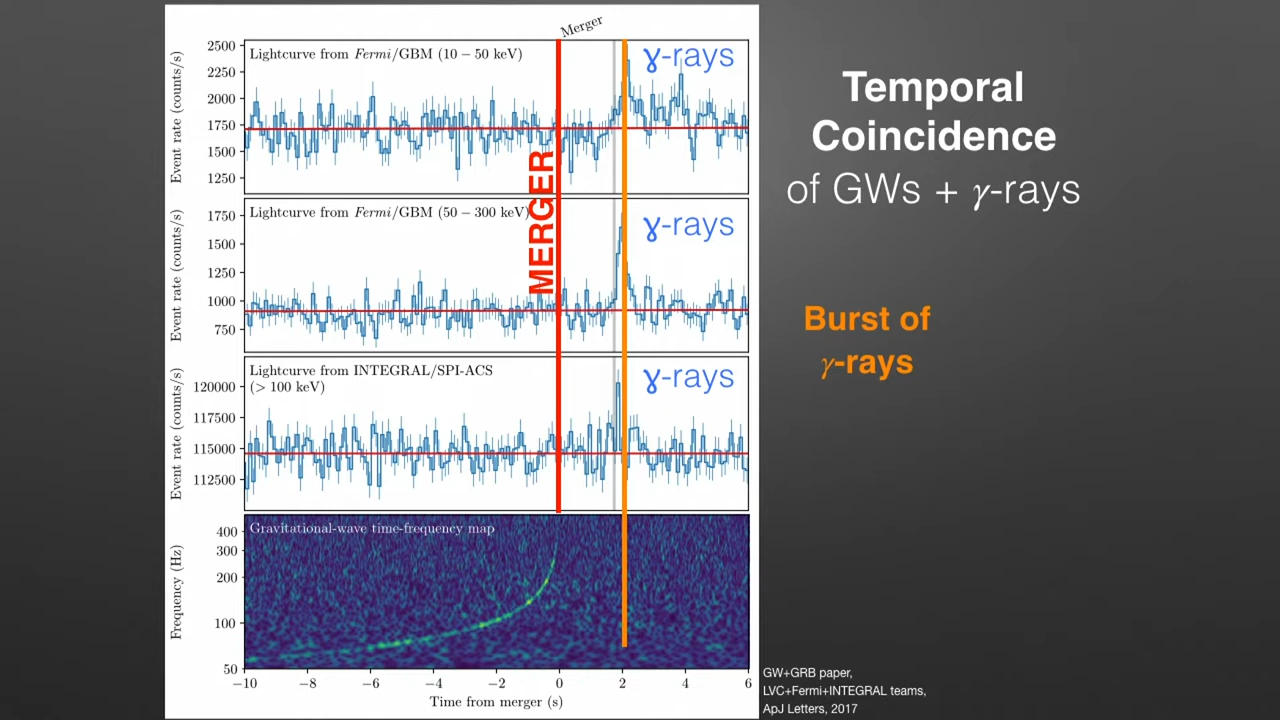 Merger
Lightcurve from Fermi/GBM (10 − 50 keV)
γ-rays
2500
2250
2000
1750
1500
1250
Event rate (counts/s)
MERGER
Lightcurve from Fermi/GBM (50 − 300 keV)
γ-rays
1750
1500
1250
1000
750
Event rate (counts/s)
Lightcurve from INTEGRAL/SPI-ACS
(> 100 keV)
γ-rays
120000
117500
115000
112500
Event rate (counts/s)
Gravitational-wave time-frequency map
400
300
200
100
50
Frequency (Hz)
−10 −8 −6 −4 −2 0 2 4 6
Time from merger (s)
Temporal
Coincidence
of GWs + γ-rays
Burst of
γ-rays
GW+GRB paper,
LVC+Fermi+INTEGRAL teams,
ApJ Letters, 2017